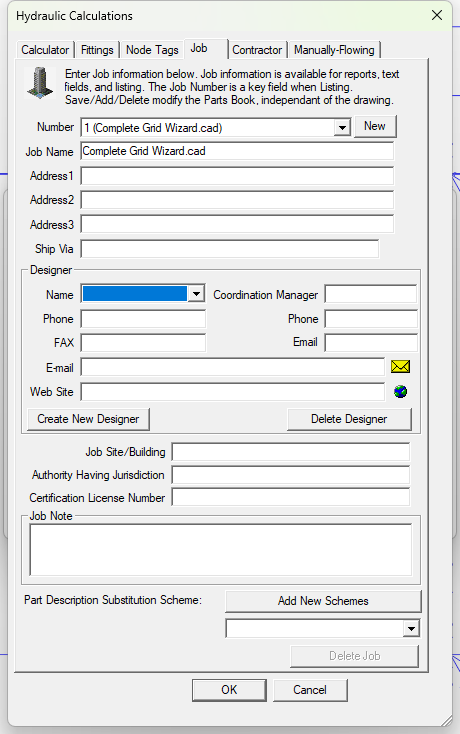 Hydraulic Calculations
Calculator Fittings Node Tags Job Contractor Manually-Flowing
Enter Job information below. Job information is available for reports, text
fields, and listing. The Job Number is a key field when Listing.
Save/Add/Delete modify the Parts Book, independant of the drawing.
Number 1 (Complete Grid Wizard.cad) New
Job Name Complete Grid Wizard.cad
Address1
Address2
Address3
Ship Via
Designer
Name Coordination Manager
Phone Phone
FAX Email
E-mail
Web Site
Create New Designer Delete Designer
Job Site/Building
Authority Having Jurisdiction
Certification License Number
Job Note
Part Description Substitution Scheme: Add New Schemes
Delete Job
OK Cancel